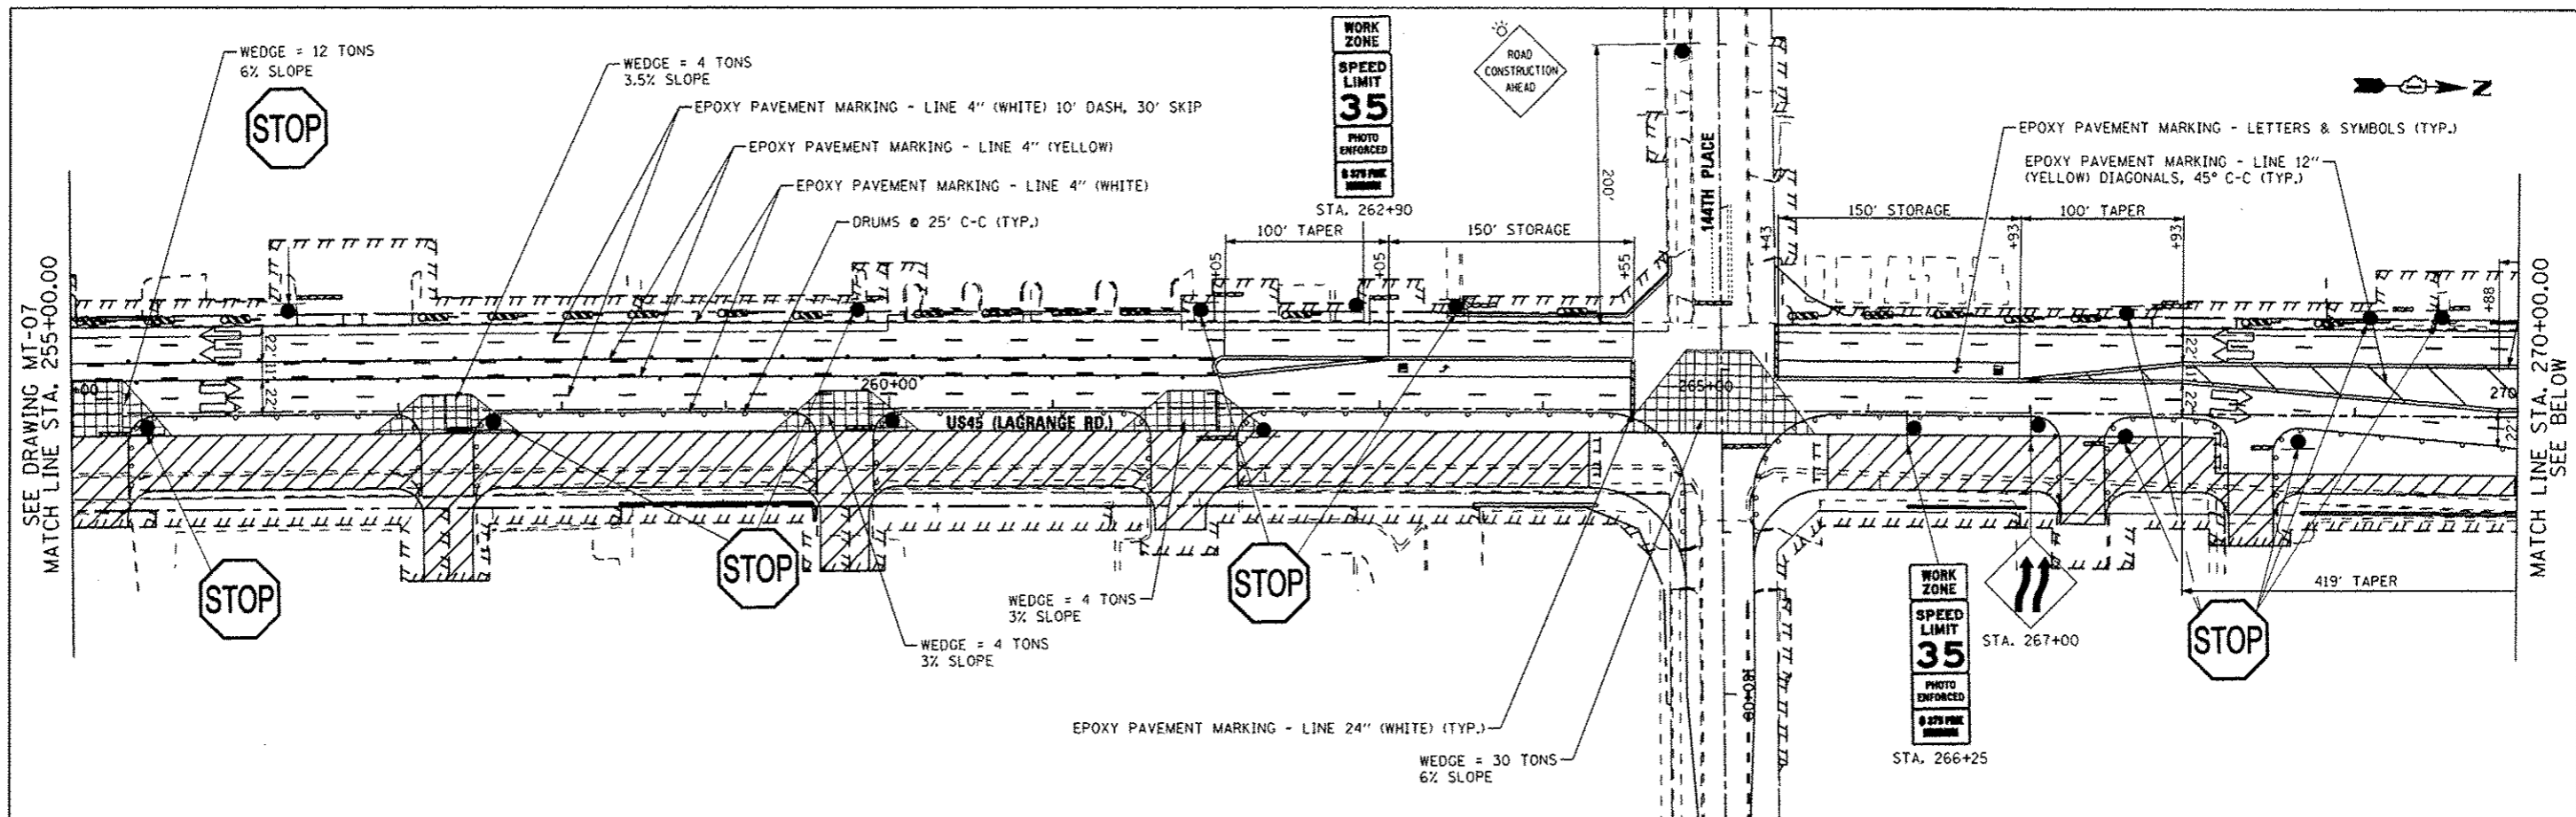 WEDGE = 12 TONS
6% SLOPE
STOP
WEDGE = 4 TONS
3.5% SLOPE
EPOXY PAVEMENT MARKING - LINE 4" (WHITE) 10' DASH, 30' SKIP
EPOXY PAVEMENT MARKING - LINE 4" (YELLOW)
EPOXY PAVEMENT MARKING - LINE 4" (WHITE)
DRUMS @ 25' C-C (TYP.)
WORK
ZONE
SPEED
LIMIT
35
PHOTO
ENFORCED
STA. 262+90
ROAD
CONSTRUCTION
AHEAD
200'
144TH PLACE
N
EPOXY PAVEMENT MARKING - LETTERS & SYMBOLS (TYP.)
EPOXY PAVEMENT MARKING - LINE 12"
(YELLOW) DIAGONALS, 45° C-C (TYP.)
100' TAPER
150' STORAGE
150' STORAGE
100' TAPER
+05
+05
+55
+43
+93
+93
+88
SEE DRAWING MT-07
MATCH LINE STA. 255+00.00
MATCH LINE STA. 270+00.00
SEE BELOW
+00
22'
11'
22'
260+00
265+00
270
22'
11'
22'
22'
US45 (LAGRANGE RD.)
STOP
STOP
STOP
STOP
WEDGE = 4 TONS
3% SLOPE
WEDGE = 4 TONS
3% SLOPE
EPOXY PAVEMENT MARKING - LINE 24" (WHITE) (TYP.)
WEDGE = 30 TONS
6% SLOPE
WORK
ZONE
SPEED
LIMIT
35
PHOTO
ENFORCED
STA. 266+25
STA. 267+00
419' TAPER